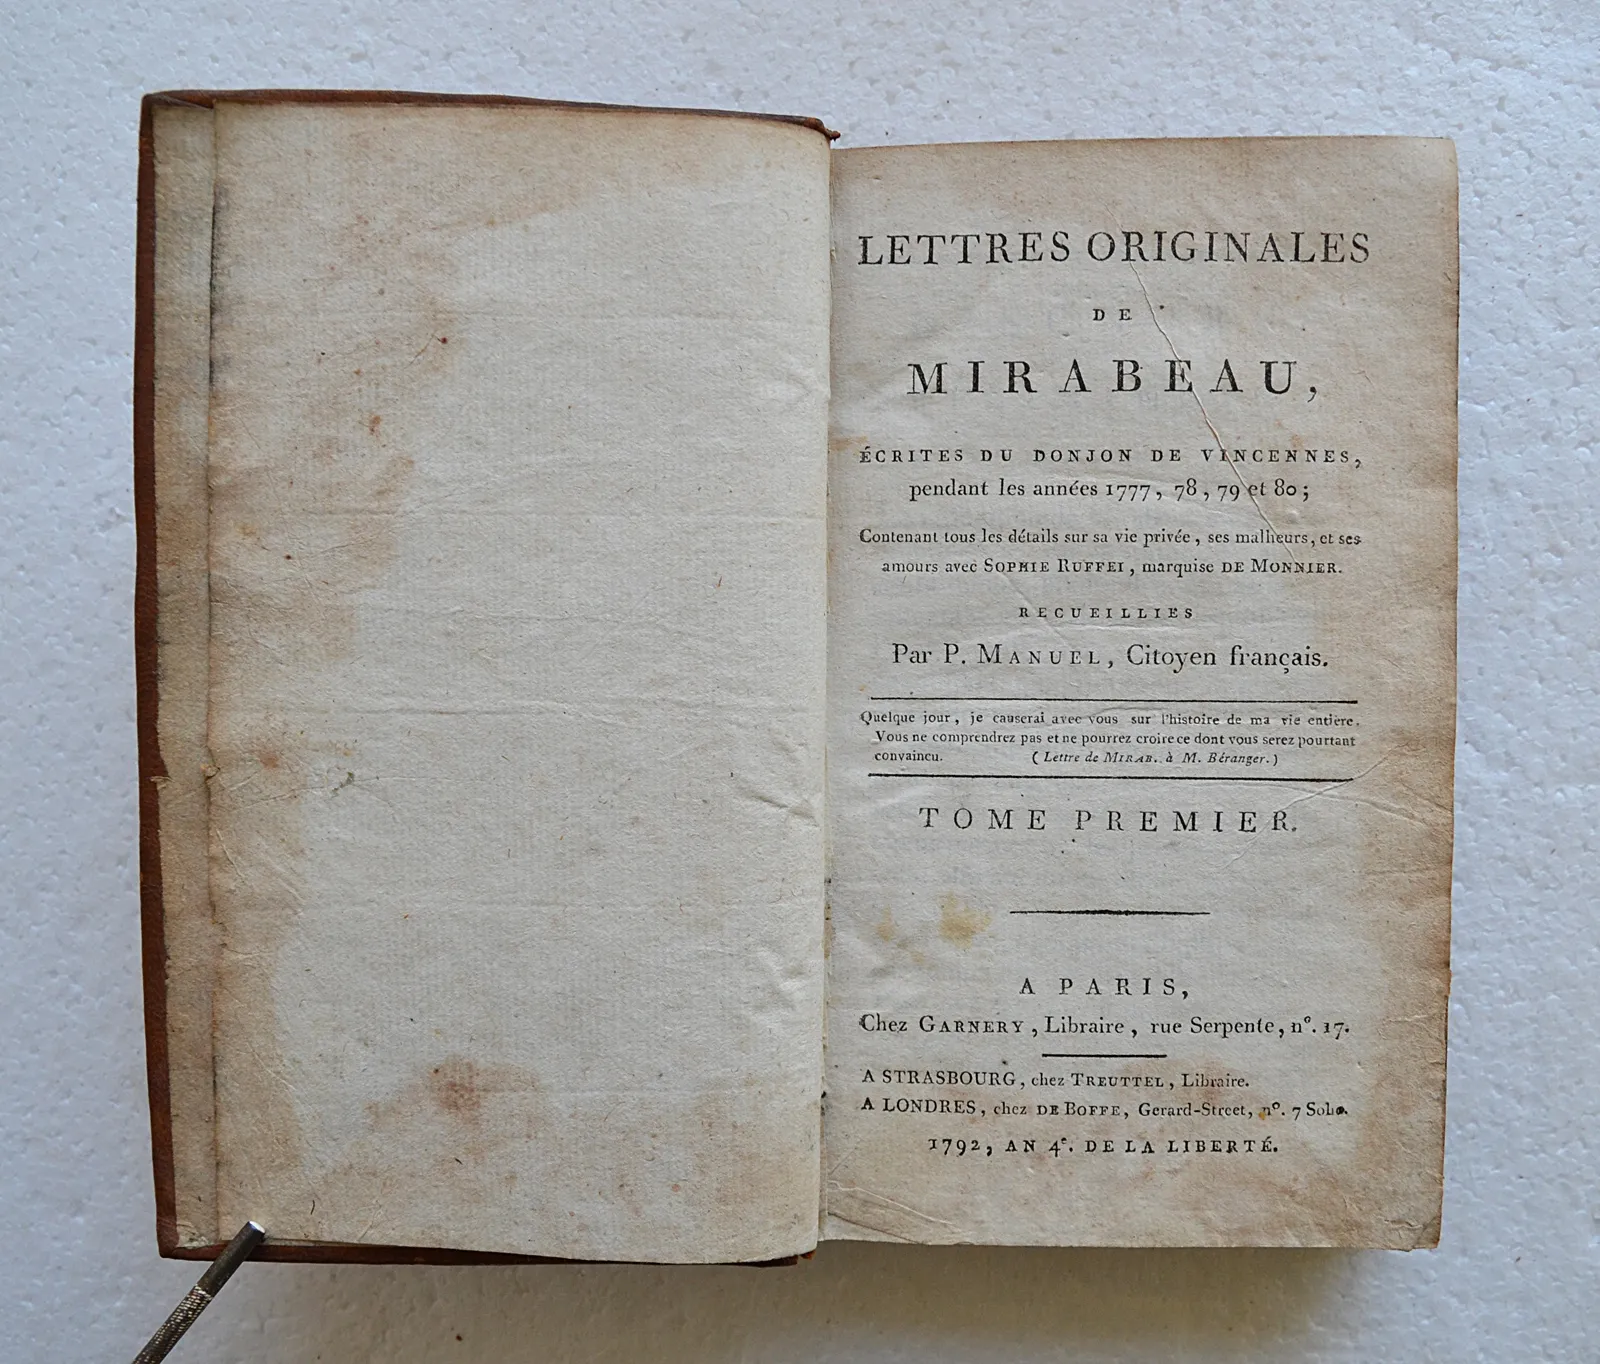 LETTRES ORIGINALES
DE
MIRABEAU,
ÉCRITES DU DONJON DE VINCENNES,
pendant les années 1777, 78, 79 et 80;
Contenant tous les détails sur sa vie privée, ses malheurs, et ses
amours avec SOPHIE RUFFEI, marquise DE MONNIER.
RECUEILLIES
Par P. MANUEL, Citoyen français.
Quelque jour, je causerai avec vous sur l'histoire de ma vie entière.
Vous ne comprendrez pas et ne pourrez croire ce dont vous serez pourtant
convaincu. (Lettre de MIRAB. à M. Béranger.)
TOME PREMIER.
A PARIS,
Chez GARNERY, Libraire, rue Serpente, n°. 17.
A STRASBOURG, chez TREUTTEL, Libraire.
A LONDRES, chez DE BOFFE, Gerard-Street, n°. 7 Soho.
1792, AN 4e. DE LA LIBERTÉ.